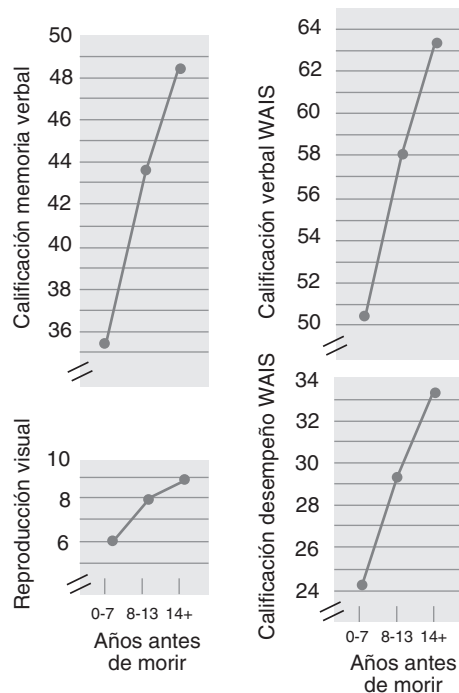 Calificación memoria verbal
50
48
44
42
40
38
36
Calificación verbal WAIS
64
62
60
58
56
54
52
50
Reproducción visual
10
8
6
0-7 8-13 14+
Años antes
de morir
Calificación desempeño WAIS
34
32
30
28
26
24
0-7 8-13 14+
Años antes
de morir